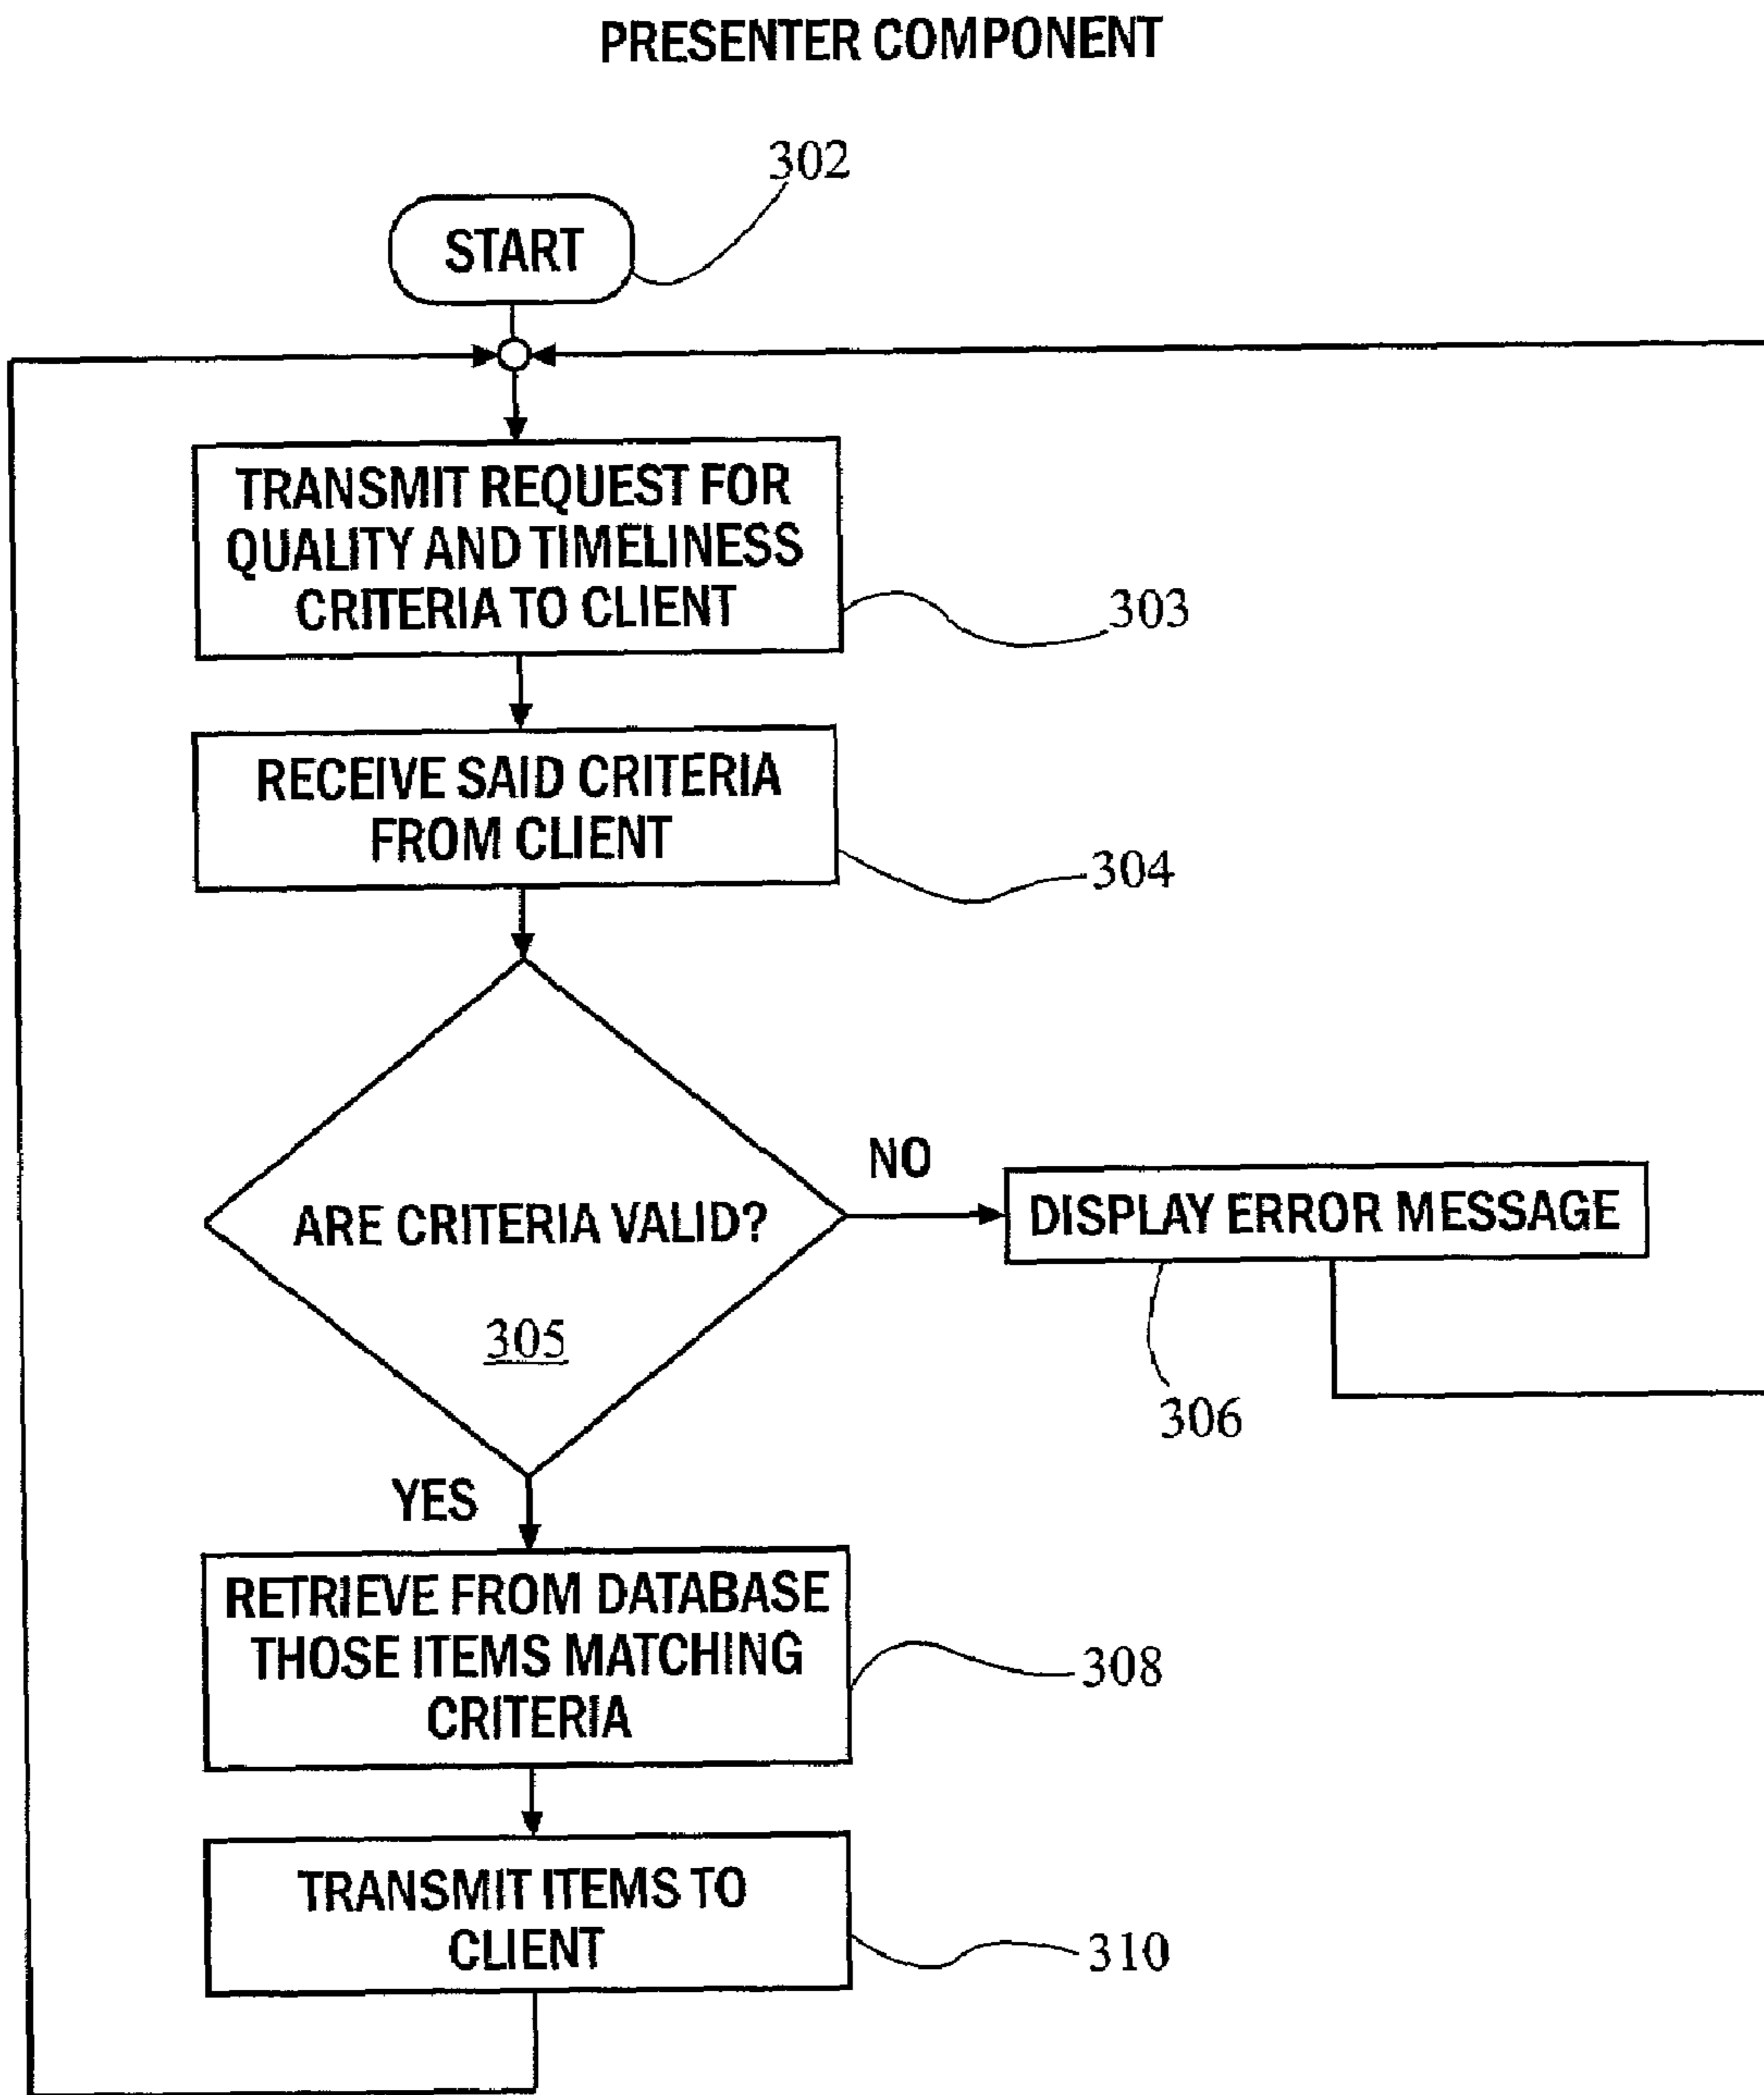 PRESENTER COMPONENT
302
START
TRANSMIT REQUEST FOR
QUALITY AND TIMELINESS
CRITERIA TO CLIENT
303
RECEIVE SAID CRITERIA
FROM CLIENT
304
NO
ARE CRITERIA VALID?
DISPLAY ERROR MESSAGE
305
306
YES
RETRIEVE FROM DATABASE
THOSE ITEMS MATCHING
CRITERIA
308
TRANSMIT ITEMS TO
CLIENT
310